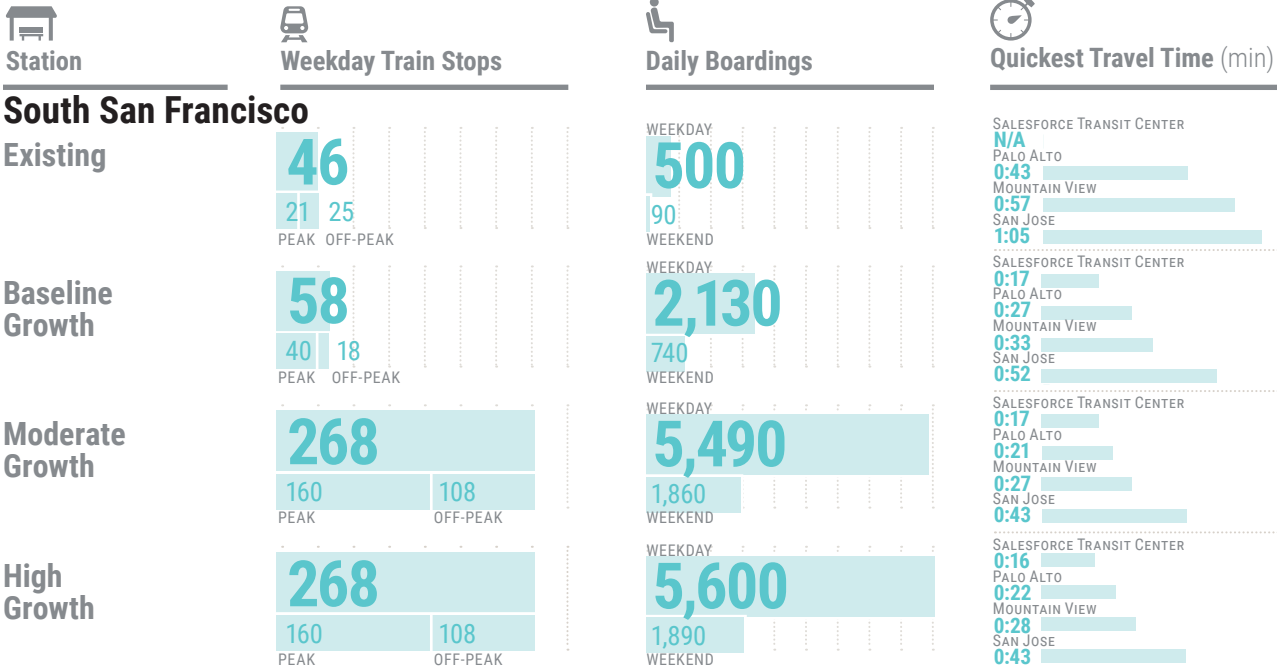 Station
Weekday Train Stops
Daily Boardings
Quickest Travel Time (min)
South San Francisco
Existing
46
21 25
PEAK OFF-PEAK
WEEKDAY
500
90
WEEKEND
SALESFORCE TRANSIT CENTER
N/A
PALO ALTO
0:43
MOUNTAIN VIEW
0:57
SAN JOSE
1:05
Baseline
Growth
58
40 18
PEAK OFF-PEAK
WEEKDAY
2,130
740
WEEKEND
SALESFORCE TRANSIT CENTER
0:17
PALO ALTO
0:27
MOUNTAIN VIEW
0:33
SAN JOSE
0:52
Moderate
Growth
268
160 108
PEAK OFF-PEAK
WEEKDAY
5,490
1,860
WEEKEND
SALESFORCE TRANSIT CENTER
0:17
PALO ALTO
0:21
MOUNTAIN VIEW
0:27
SAN JOSE
0:43
High
Growth
268
160 108
PEAK OFF-PEAK
WEEKDAY
5,600
1,890
WEEKEND
SALESFORCE TRANSIT CENTER
0:16
PALO ALTO
0:22
MOUNTAIN VIEW
0:28
SAN JOSE
0:43